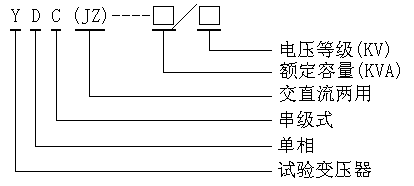 Y D C (JZ)----□/□
电压等级(KV)
额定容量(KVA)
交直流两用
串级式
单相
试验变压器